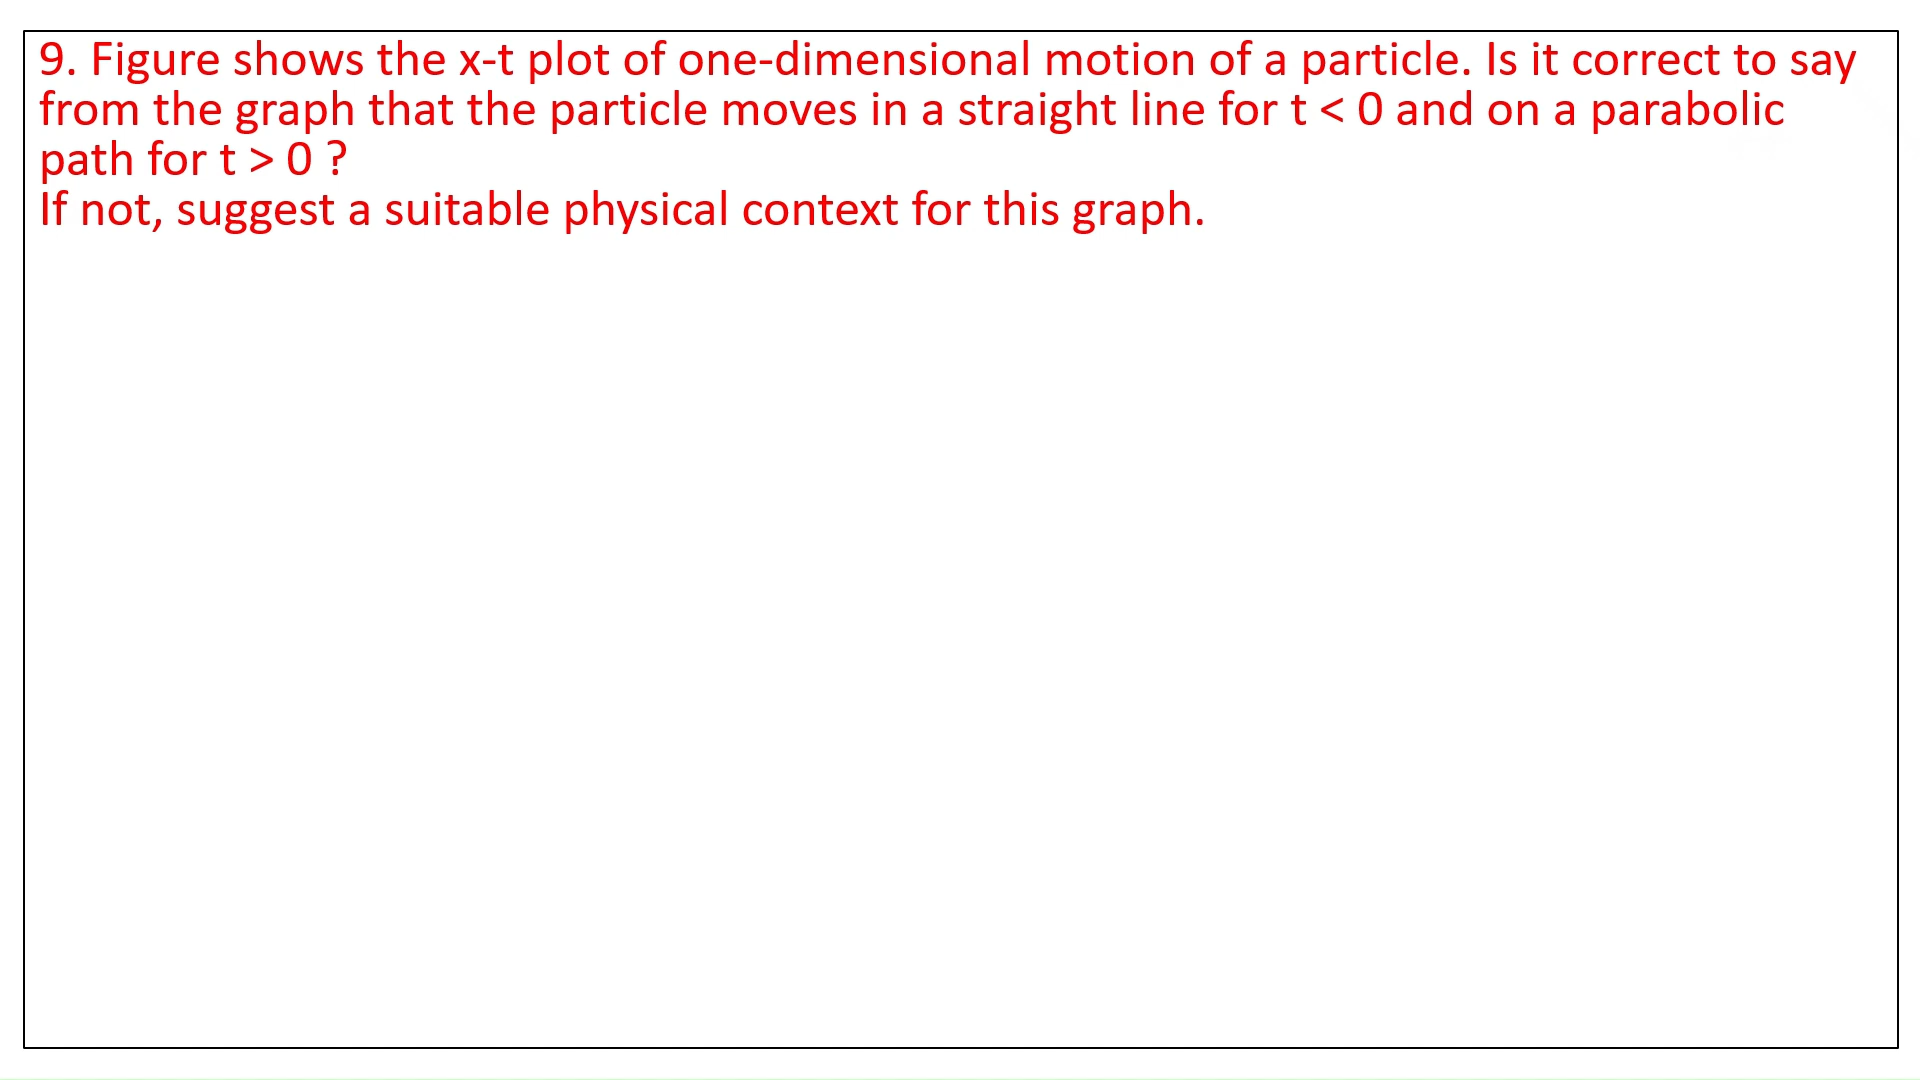 9. Figure shows the x-t plot of one-dimensional motion of a particle. Is it correct to say
from the graph that the particle moves in a straight line for t < 0 and on a parabolic
path for t > 0 ?
If not, suggest a suitable physical context for this graph.